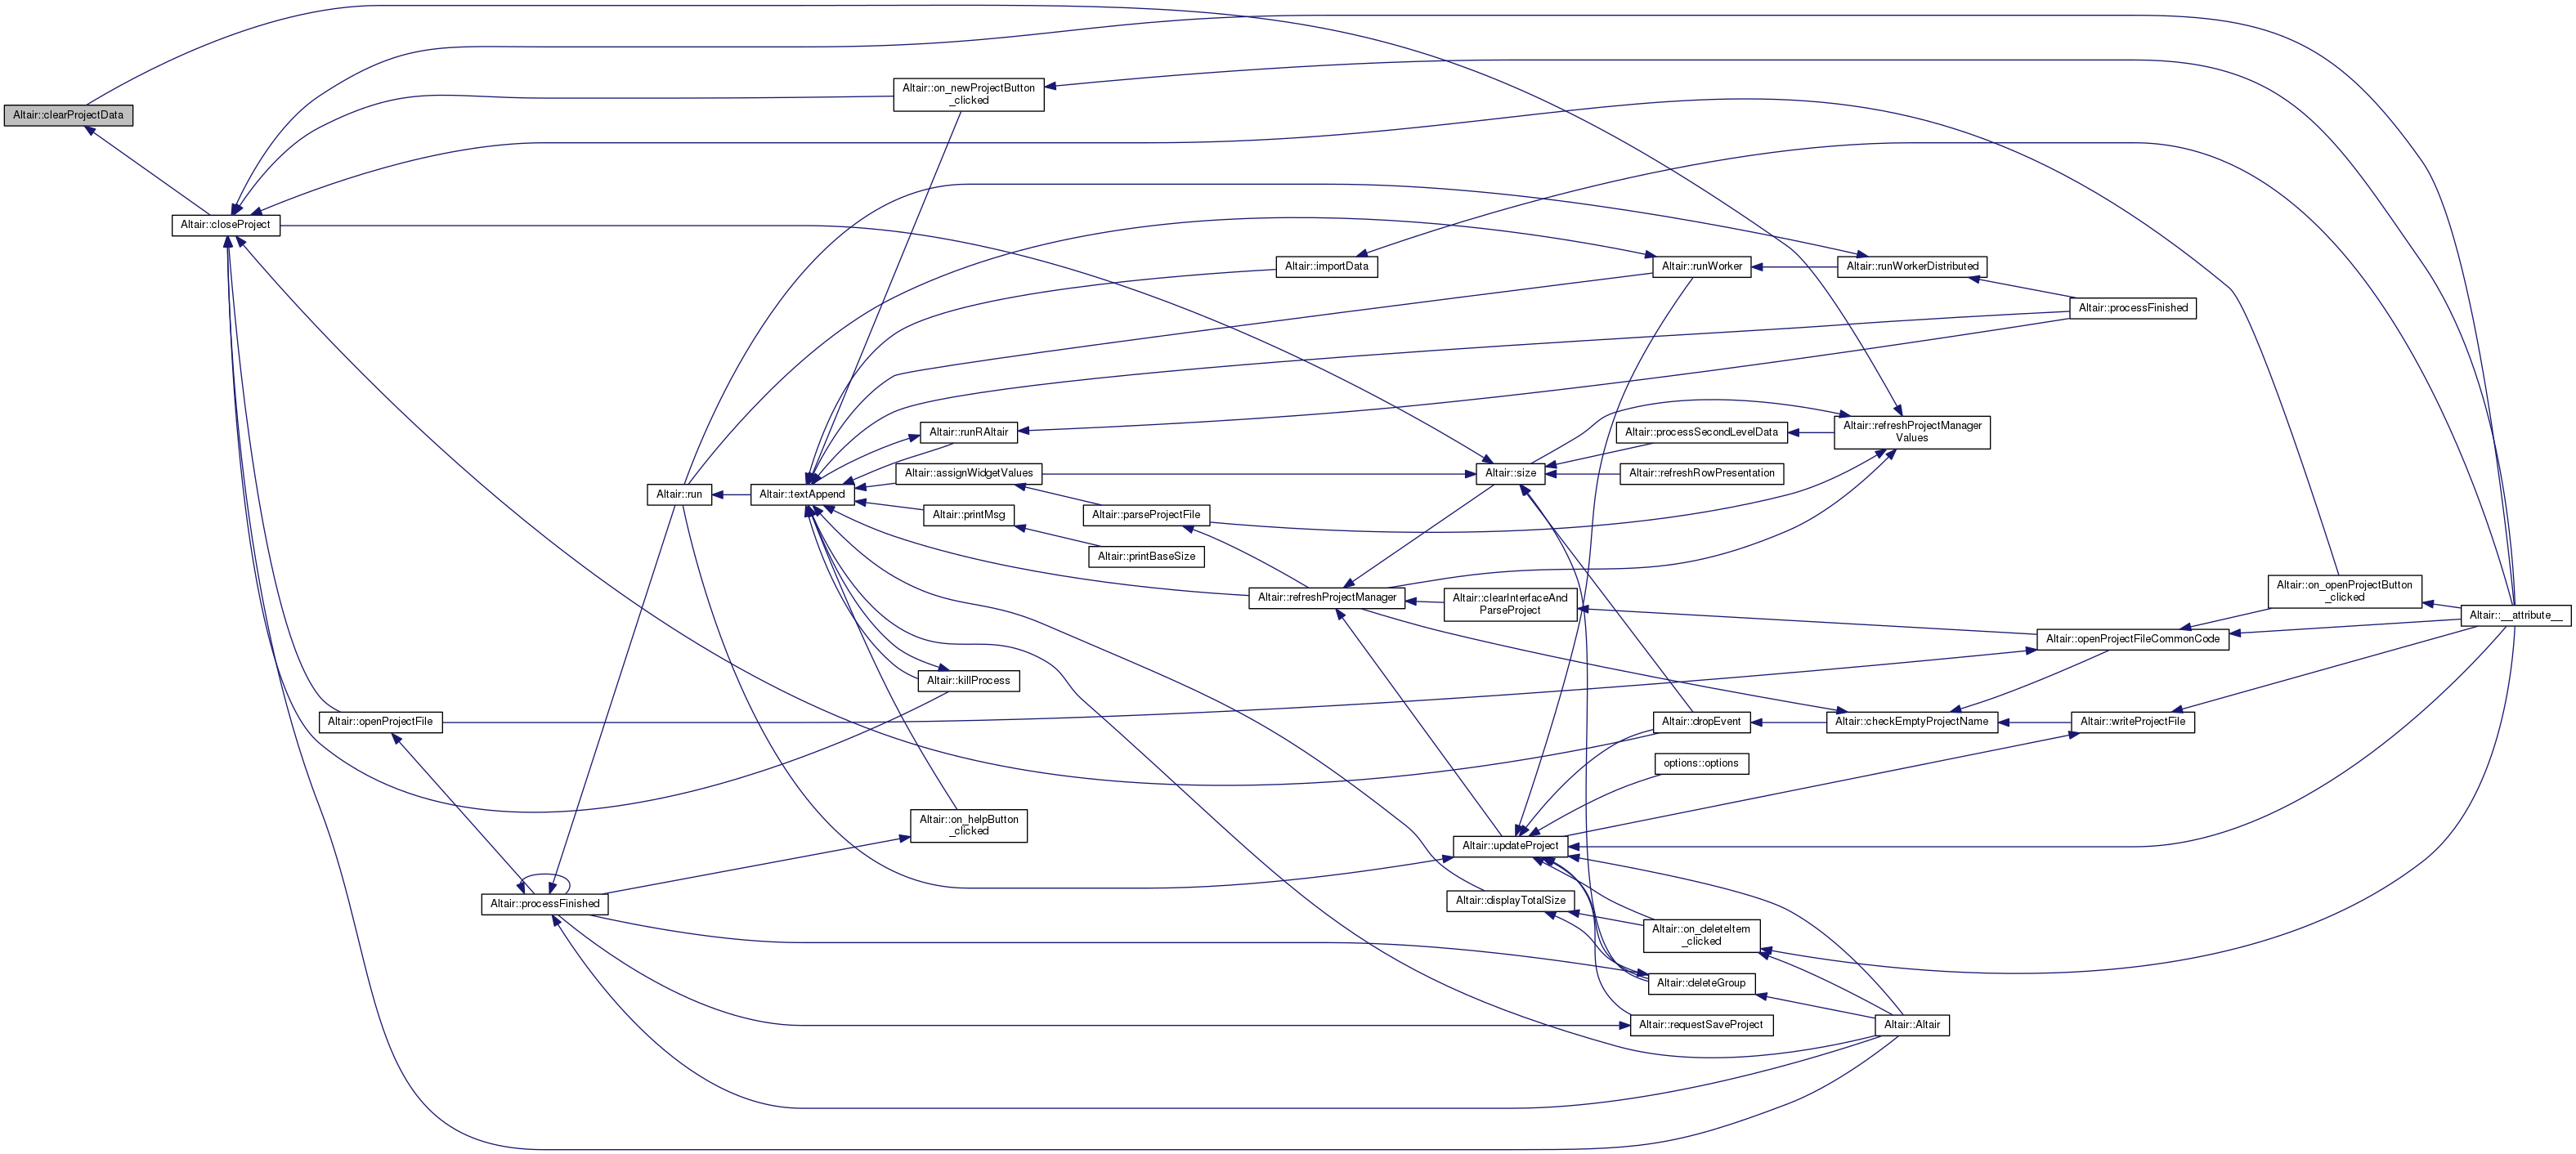 Altair::on_newProjectButton
_clicked
Altair::clearProjectData
Altair::closeProject
Altair::importData
Altair::runWorker
Altair::runWorkerDistributed
Altair::processFinished
Altair::runRAltair
Altair::processSecondLevelData
Altair::refreshProjectManager
Values
Altair::assignWidgetValues
Altair::size
Altair::refreshRowPresentation
Altair::run
Altair::textAppend
Altair::printMsg
Altair::parseProjectFile
Altair::printBaseSize
Altair::refreshProjectManager
Altair::clearInterfaceAnd
ParseProject
Altair::on_openProjectButton
_clicked
Altair::__attribute__
Altair::openProjectFileCommonCode
Altair::killProcess
Altair::openProjectFile
Altair::dropEvent
Altair::checkEmptyProjectName
Altair::writeProjectFile
options::options
Altair::on_helpButton
_clicked
Altair::updateProject
Altair::processFinished
Altair::displayTotalSize
Altair::on_deleteItem
_clicked
Altair::deleteGroup
Altair::requestSaveProject
Altair::Altair